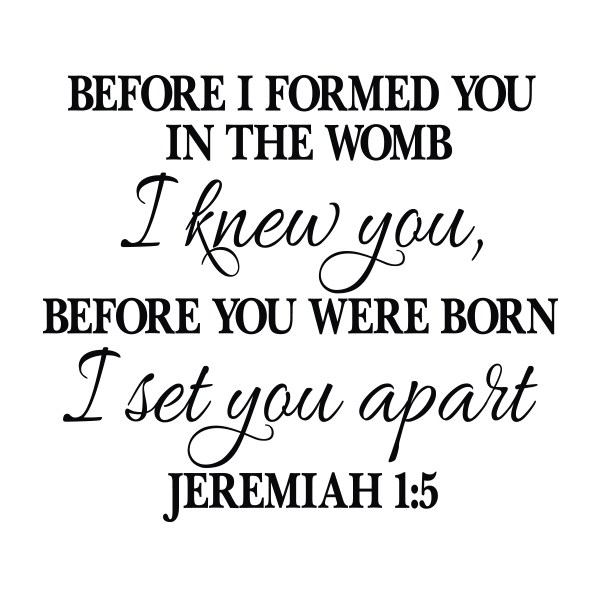 BEFORE I FORMED YOU
IN THE WOMB
I knew you,
BEFORE YOU WERE BORN
I set you apart
JEREMIAH 1:5